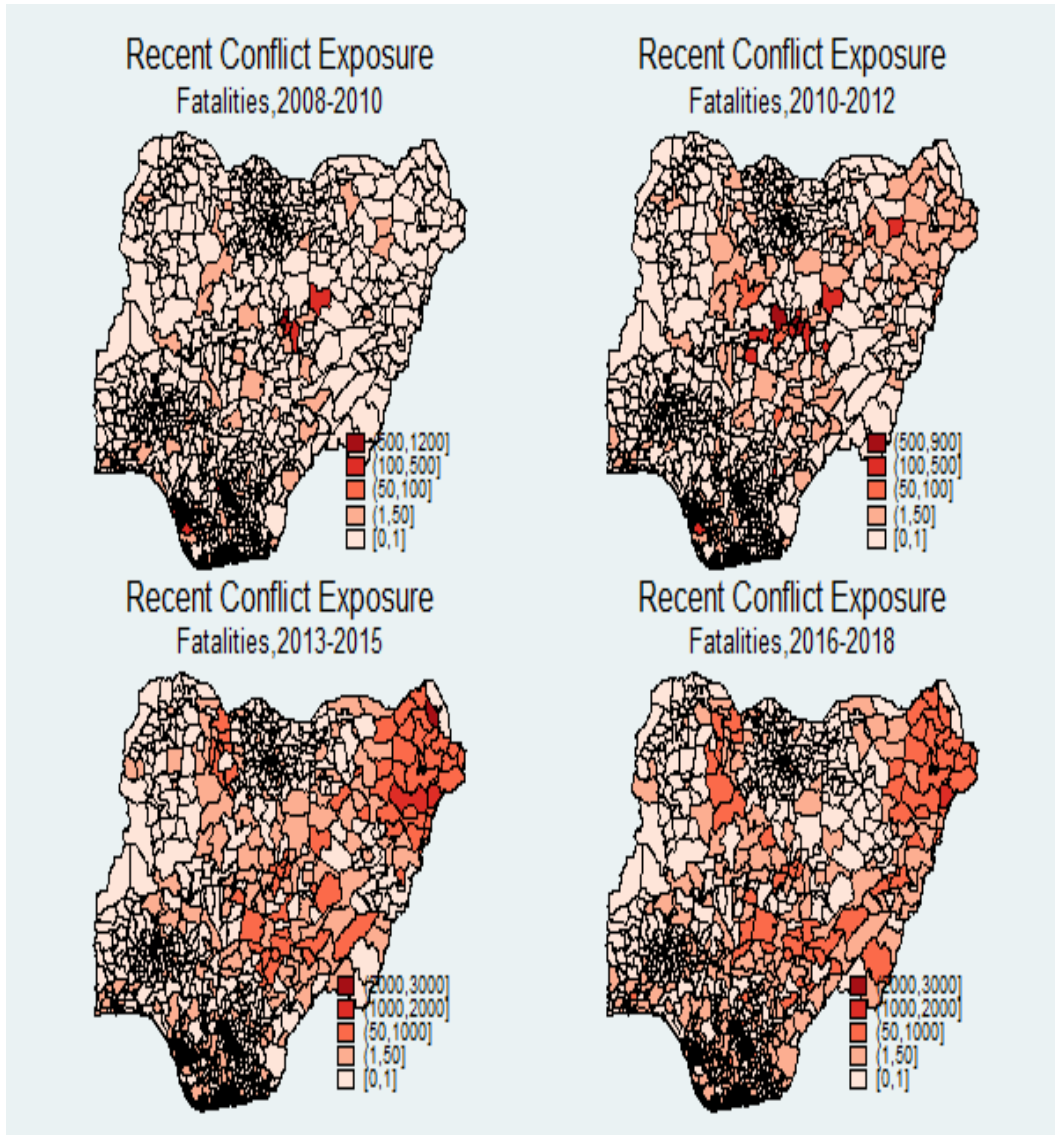 Recent Conflict Exposure
Fatalities,2008-2010
(500,1200]
(100,500]
(50,100]
(1,50]
[0,1]
Recent Conflict Exposure
Fatalities,2010-2012
(500,900]
(100,500]
(50,100]
(1,50]
[0,1]
Recent Conflict Exposure
Fatalities,2013-2015
(2000,3000]
(1000,2000]
(50,1000]
(1,50]
[0,1]
Recent Conflict Exposure
Fatalities,2016-2018
(2000,3000]
(1000,2000]
(50,1000]
(1,50]
[0,1]